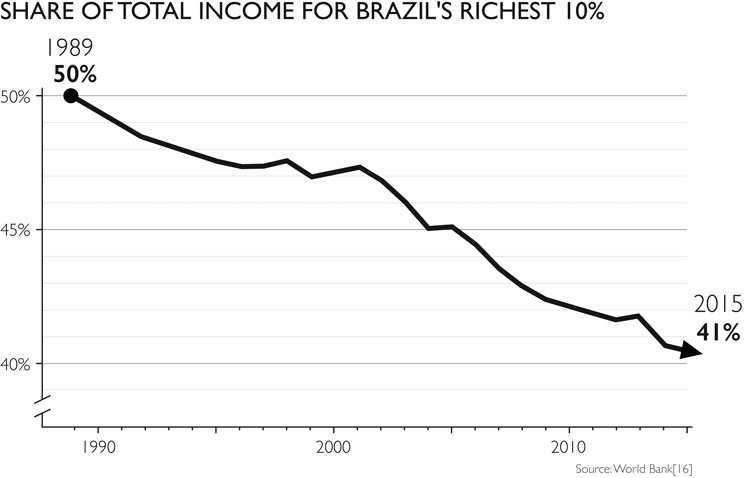 SHARE OF TOTAL INCOME FOR BRAZIL'S RICHEST 10%
1989
50%
50%
45%
2015
41%
40%
1990 2000 2010
Source: World Bank[16]